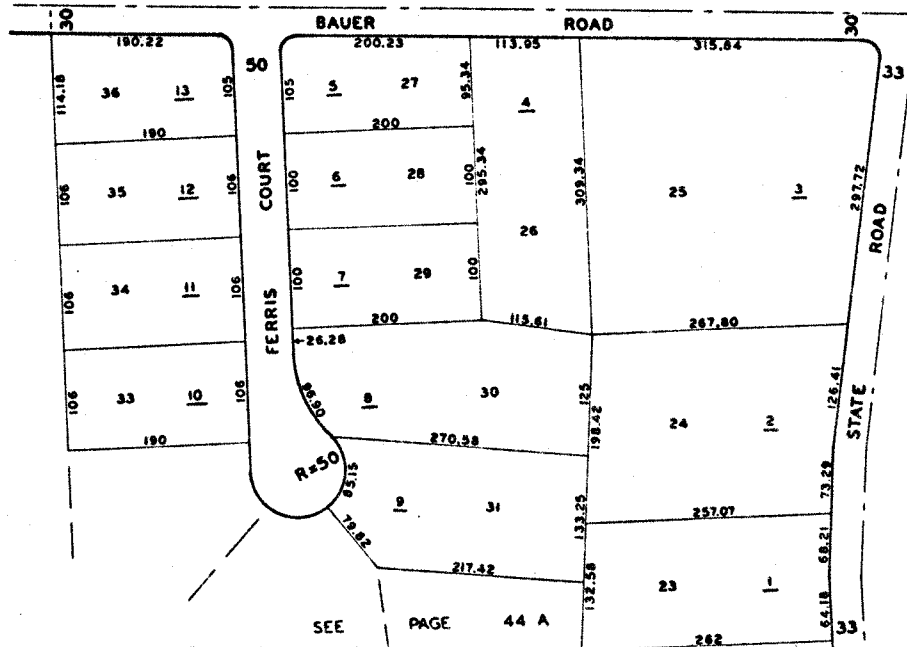 30 BAUER ROAD 30
190.22 200.23 113.95 315.84
50 33
114.18 36 13 105 105 5 27 95.34 4
190 200
106 35 12 106 COURT 100 6 28 100 295.34 309.34 25 3 297.72
26 ROAD
106 34 11 106 FERRIS 100 7 29 100
200 115.61 267.80
26.28
106 33 10 106 96.90 8 30 125 198.42 24 2 126.41 STATE
190 270.58
R=50 85.15 73.29
9 31 133.25 257.07
79.82 68.21
217.42 132.58 23 1 64.18
SEE PAGE 44 A 33
262